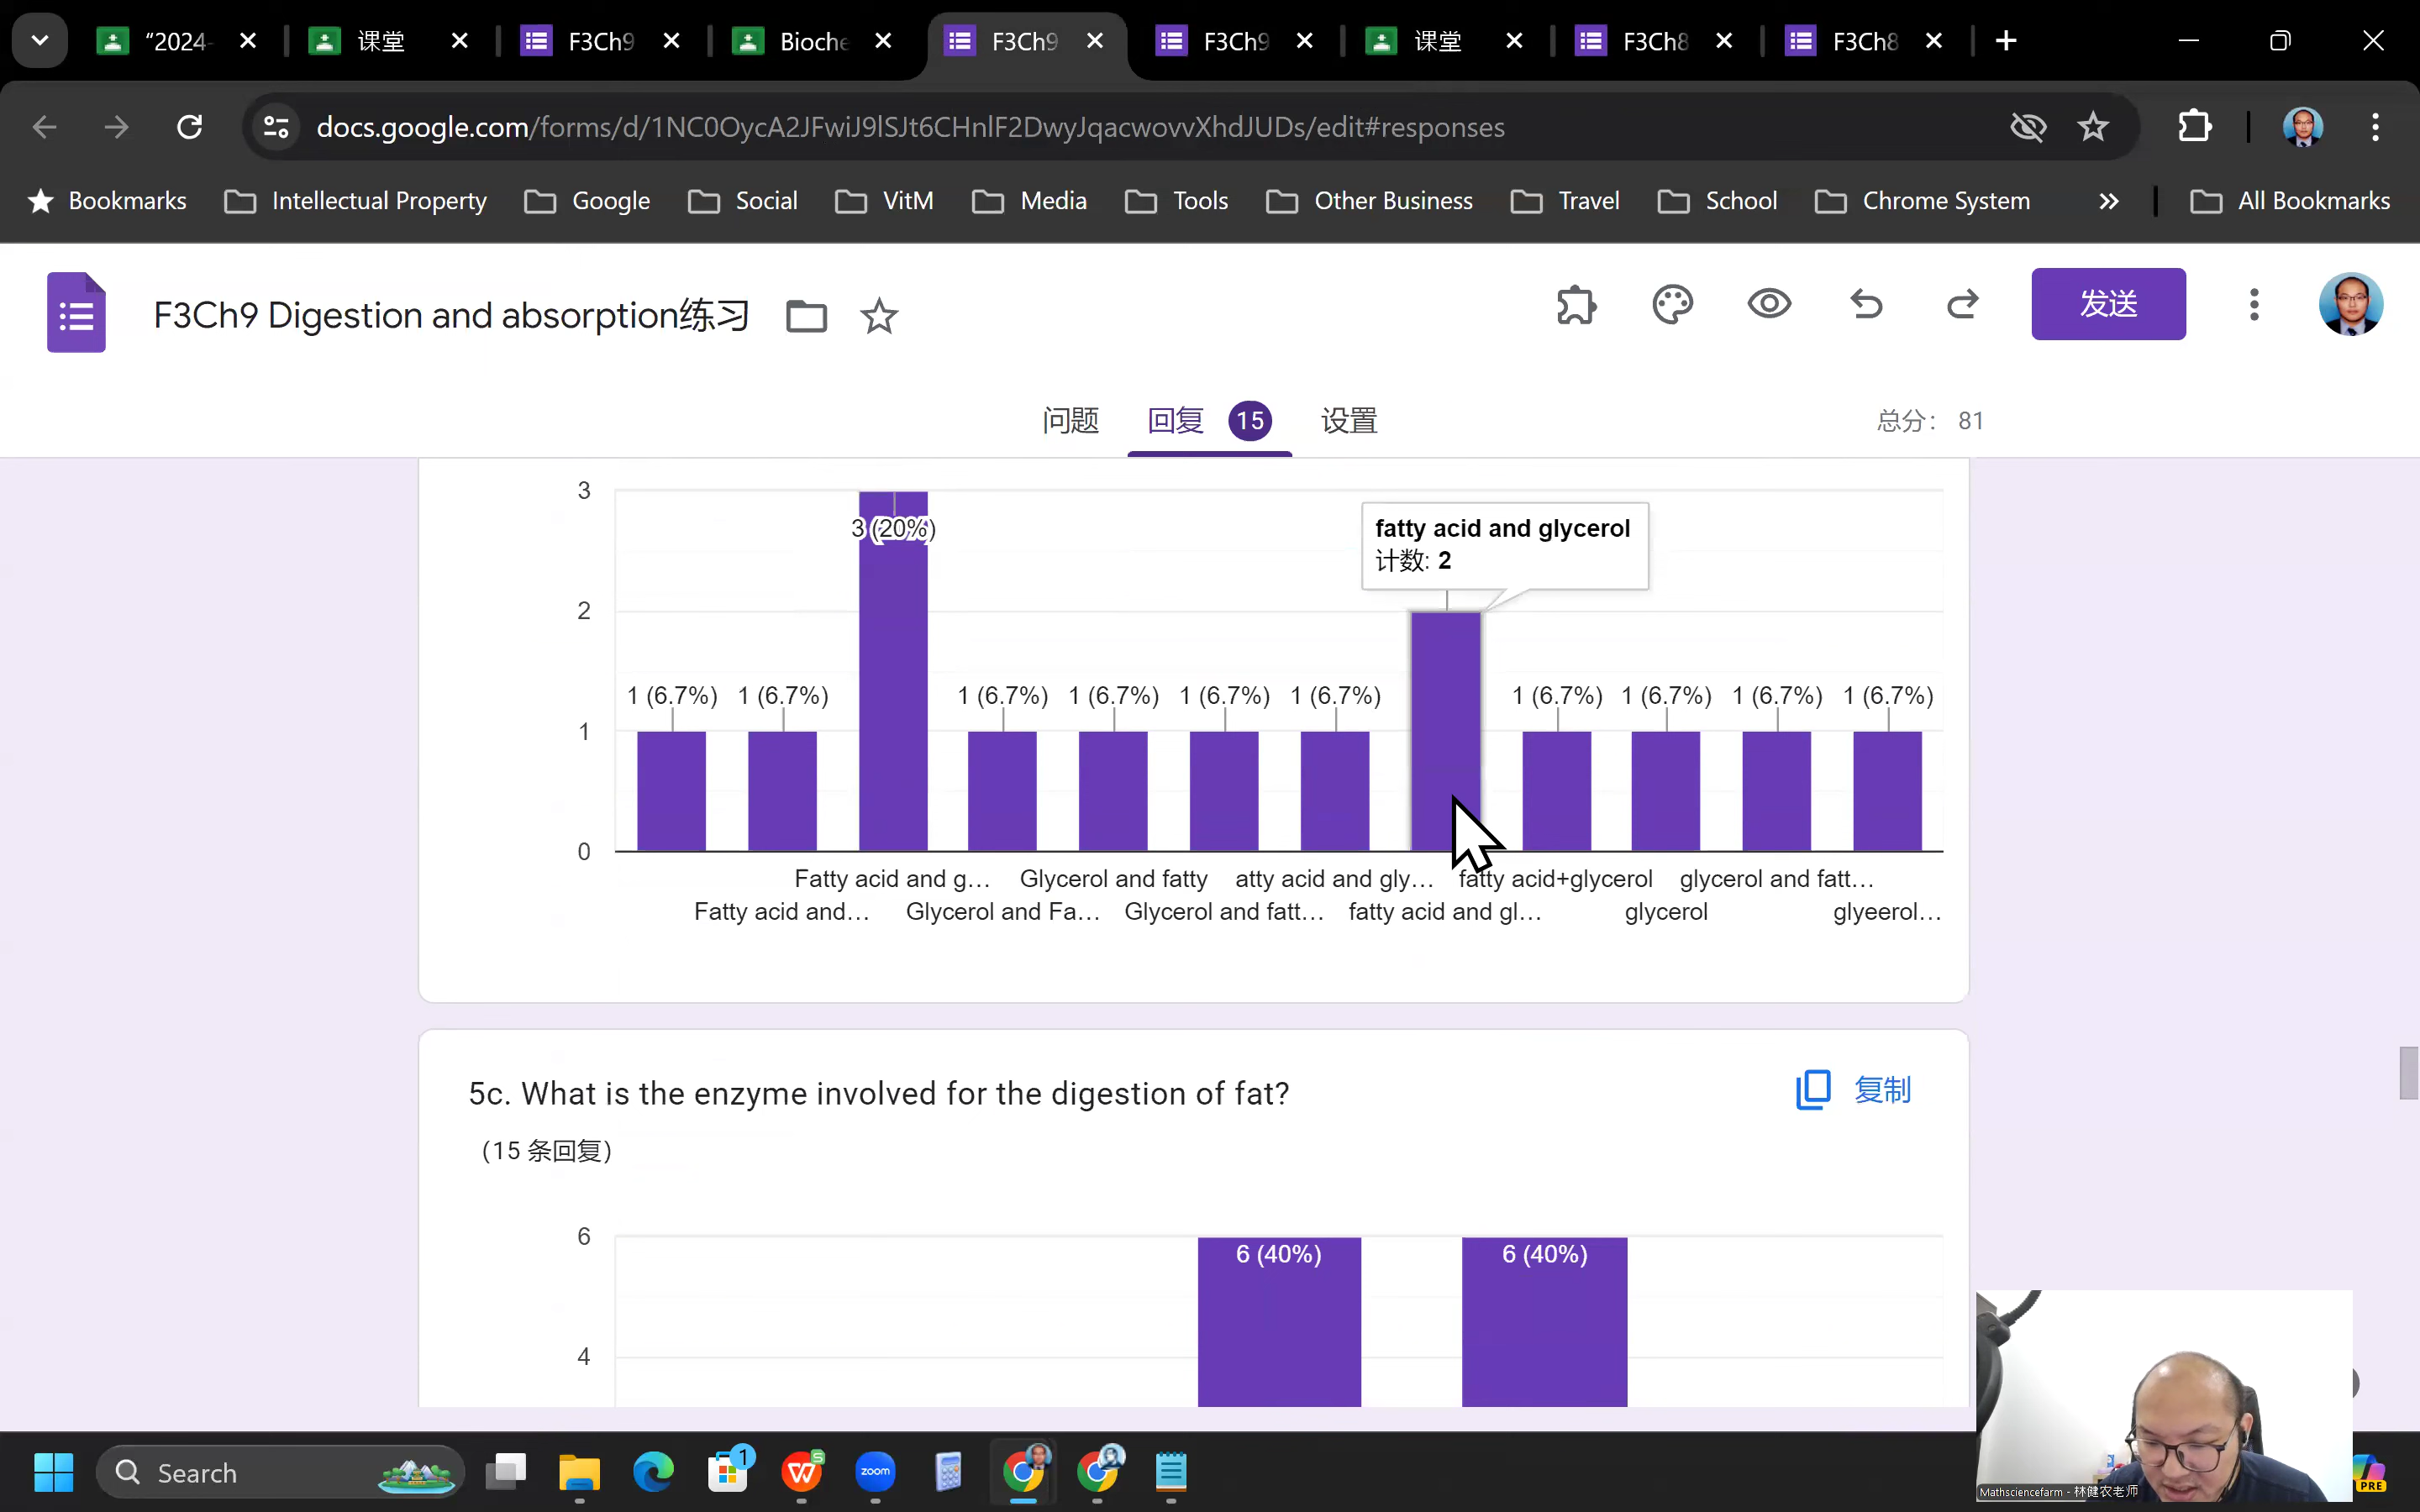 “2024-
课堂
F3Ch9
Bioche
F3Ch9
F3Ch9
课堂
F3Ch8
F3Ch8
docs.google.com/forms/d/1NC0OycA2JFwiJ9lSJt6CHnlF2DwyJqacwovvXhdJUDs/edit#responses
Bookmarks
Intellectual Property
Google
Social
VitM
Media
Tools
Other Business
Travel
School
Chrome System
All Bookmarks
F3Ch9 Digestion and absorption练习
发送
问题
回复 15
设置
总分： 81
3
2
1
0
1 (6.7%)
1 (6.7%)
3 (20%)
1 (6.7%)
1 (6.7%)
1 (6.7%)
1 (6.7%)
fatty acid and glycerol
计数: 2
1 (6.7%)
1 (6.7%)
1 (6.7%)
1 (6.7%)
Fatty acid and g…
Glycerol and fatty
atty acid and gly…
fatty acid+glycerol
glycerol and fatt…
Fatty acid and…
Glycerol and Fa…
Glycerol and fatt…
fatty acid and gl…
glycerol
glyeerol…
5c. What is the enzyme involved for the digestion of fat?
复制
（15 条回复）
6
4
6 (40%)
6 (40%)
Search
1
zoom
PRE
Mathsciencefarm - 林健农老师